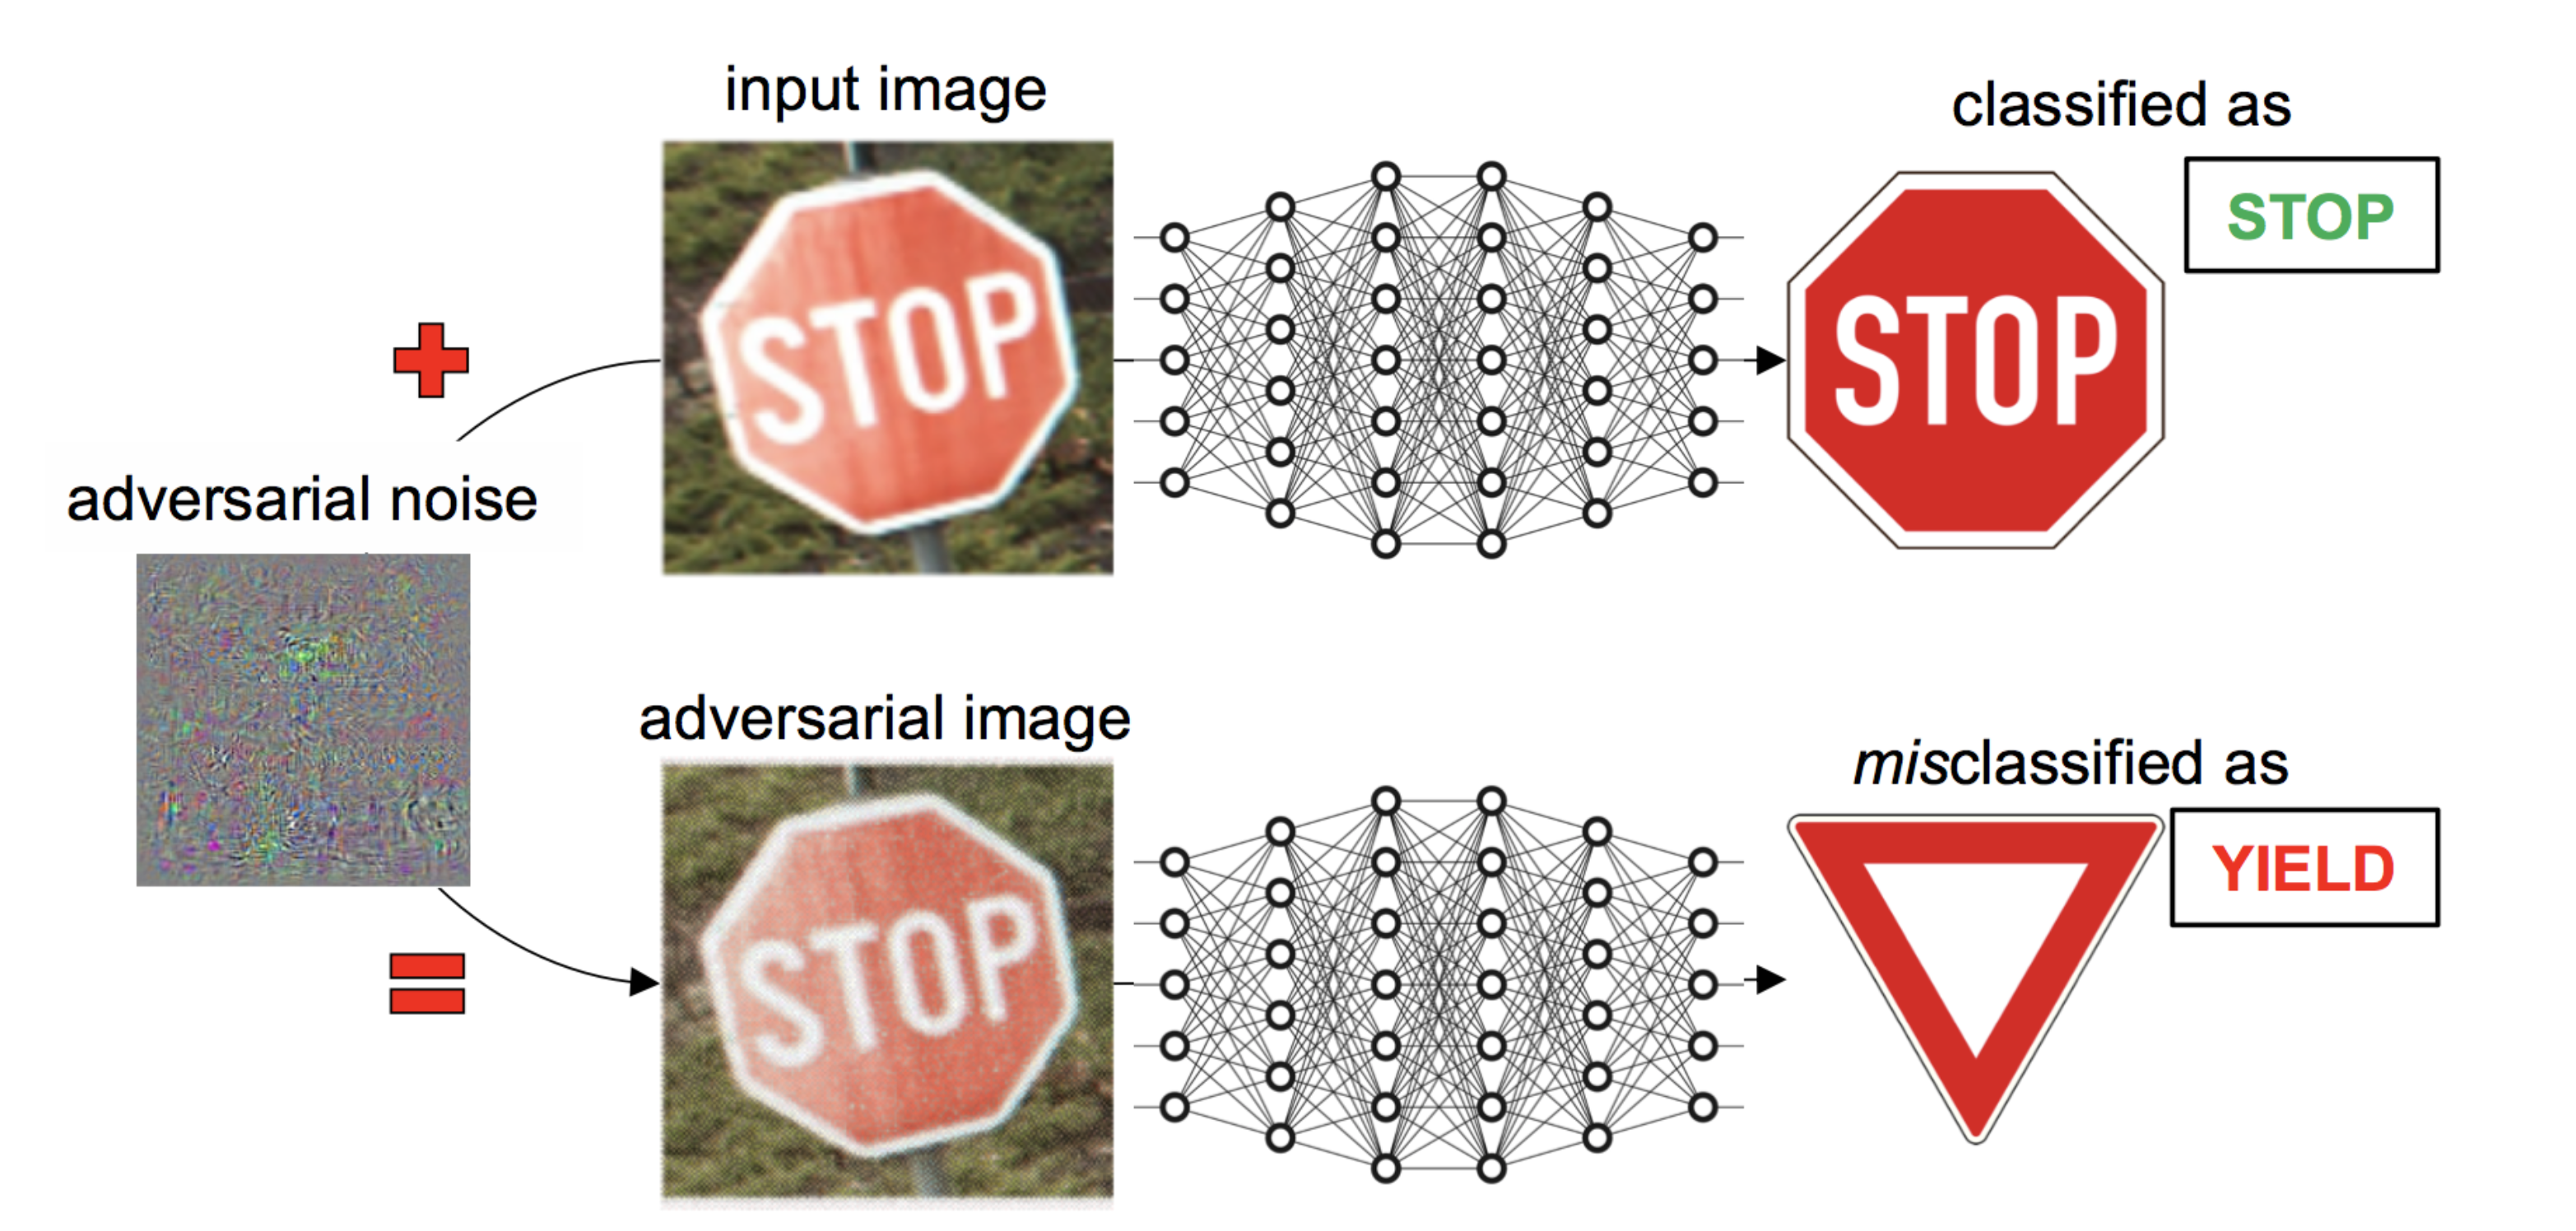 input image
STOP
classified as
STOP
STOP
adversarial noise
adversarial image
STOP
misclassified as
YIELD